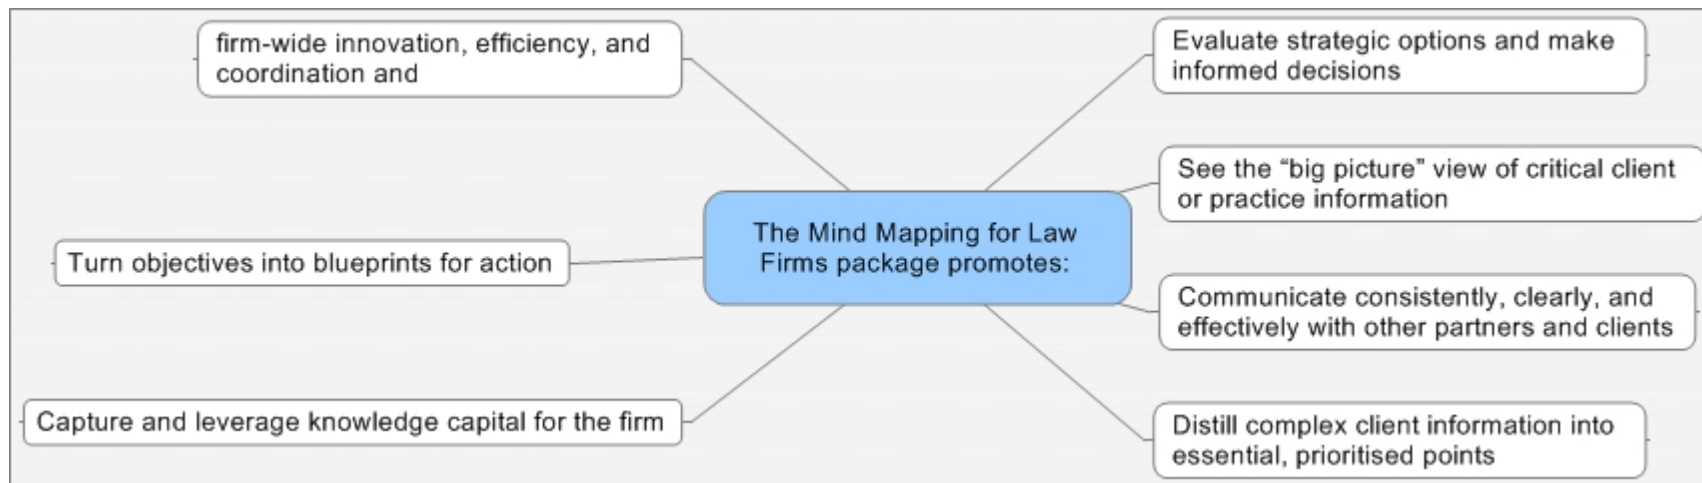 firm-wide innovation, efficiency, and
coordination and
Evaluate strategic options and make
informed decisions
See the “big picture” view of critical client
or practice information
The Mind Mapping for Law
Firms package promotes:
Turn objectives into blueprints for action
Communicate consistently, clearly, and
effectively with other partners and clients
Capture and leverage knowledge capital for the firm
Distill complex client information into
essential, prioritised points